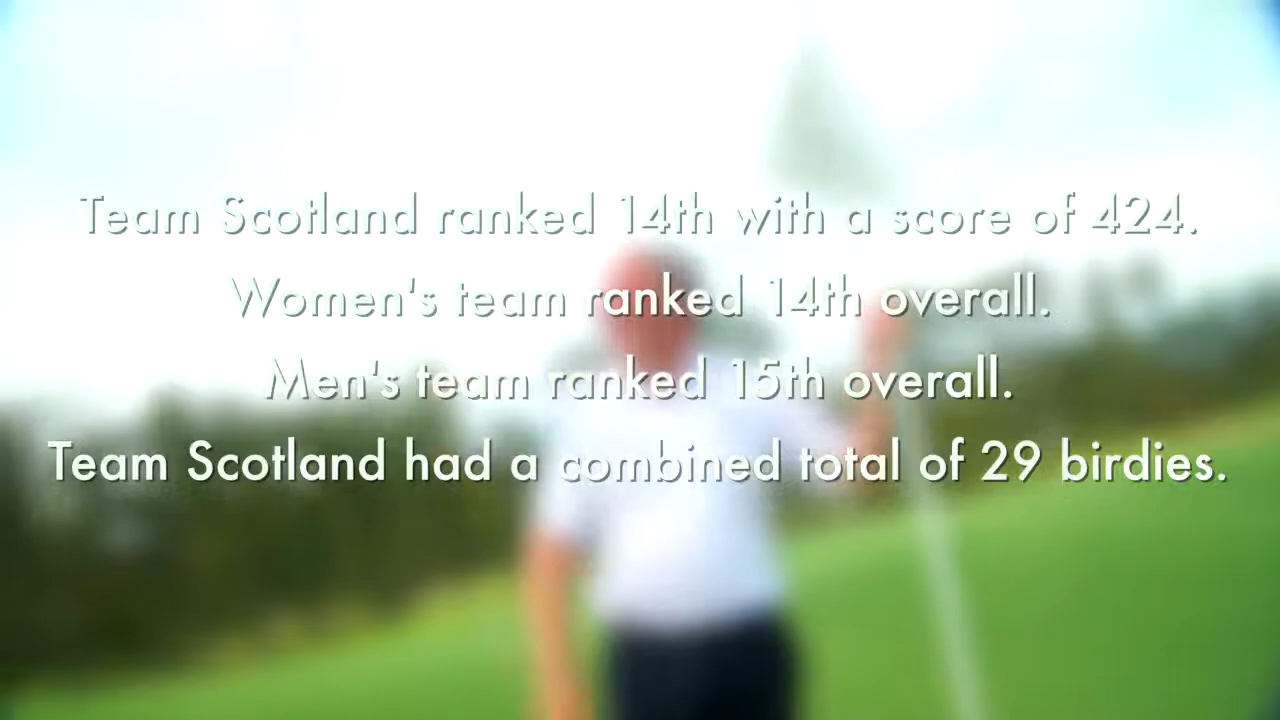 Team Scotland ranked 14th with a score of 424.
Women's team ranked 14th overall.
Men's team ranked 15th overall.
Team Scotland had a combined total of 29 birdies.